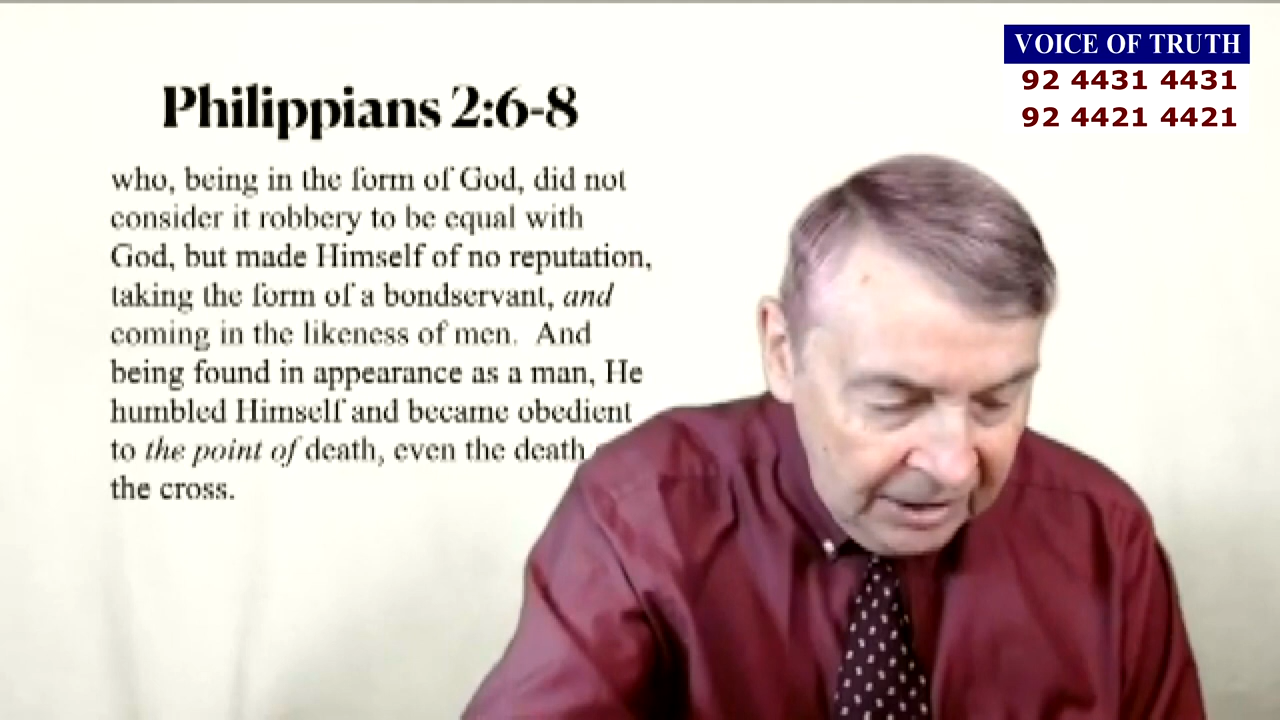 VOICE OF TRUTH
92 4431 4431
92 4421 4421
Philippians 2:6-8
who, being in the form of God, did not
consider it robbery to be equal with
God, but made Himself of no reputation,
taking the form of a bondservant, and
coming in the likeness of men. And
being found in appearance as a man, He
humbled Himself and became obedient
to the point of death, even the death
the cross.